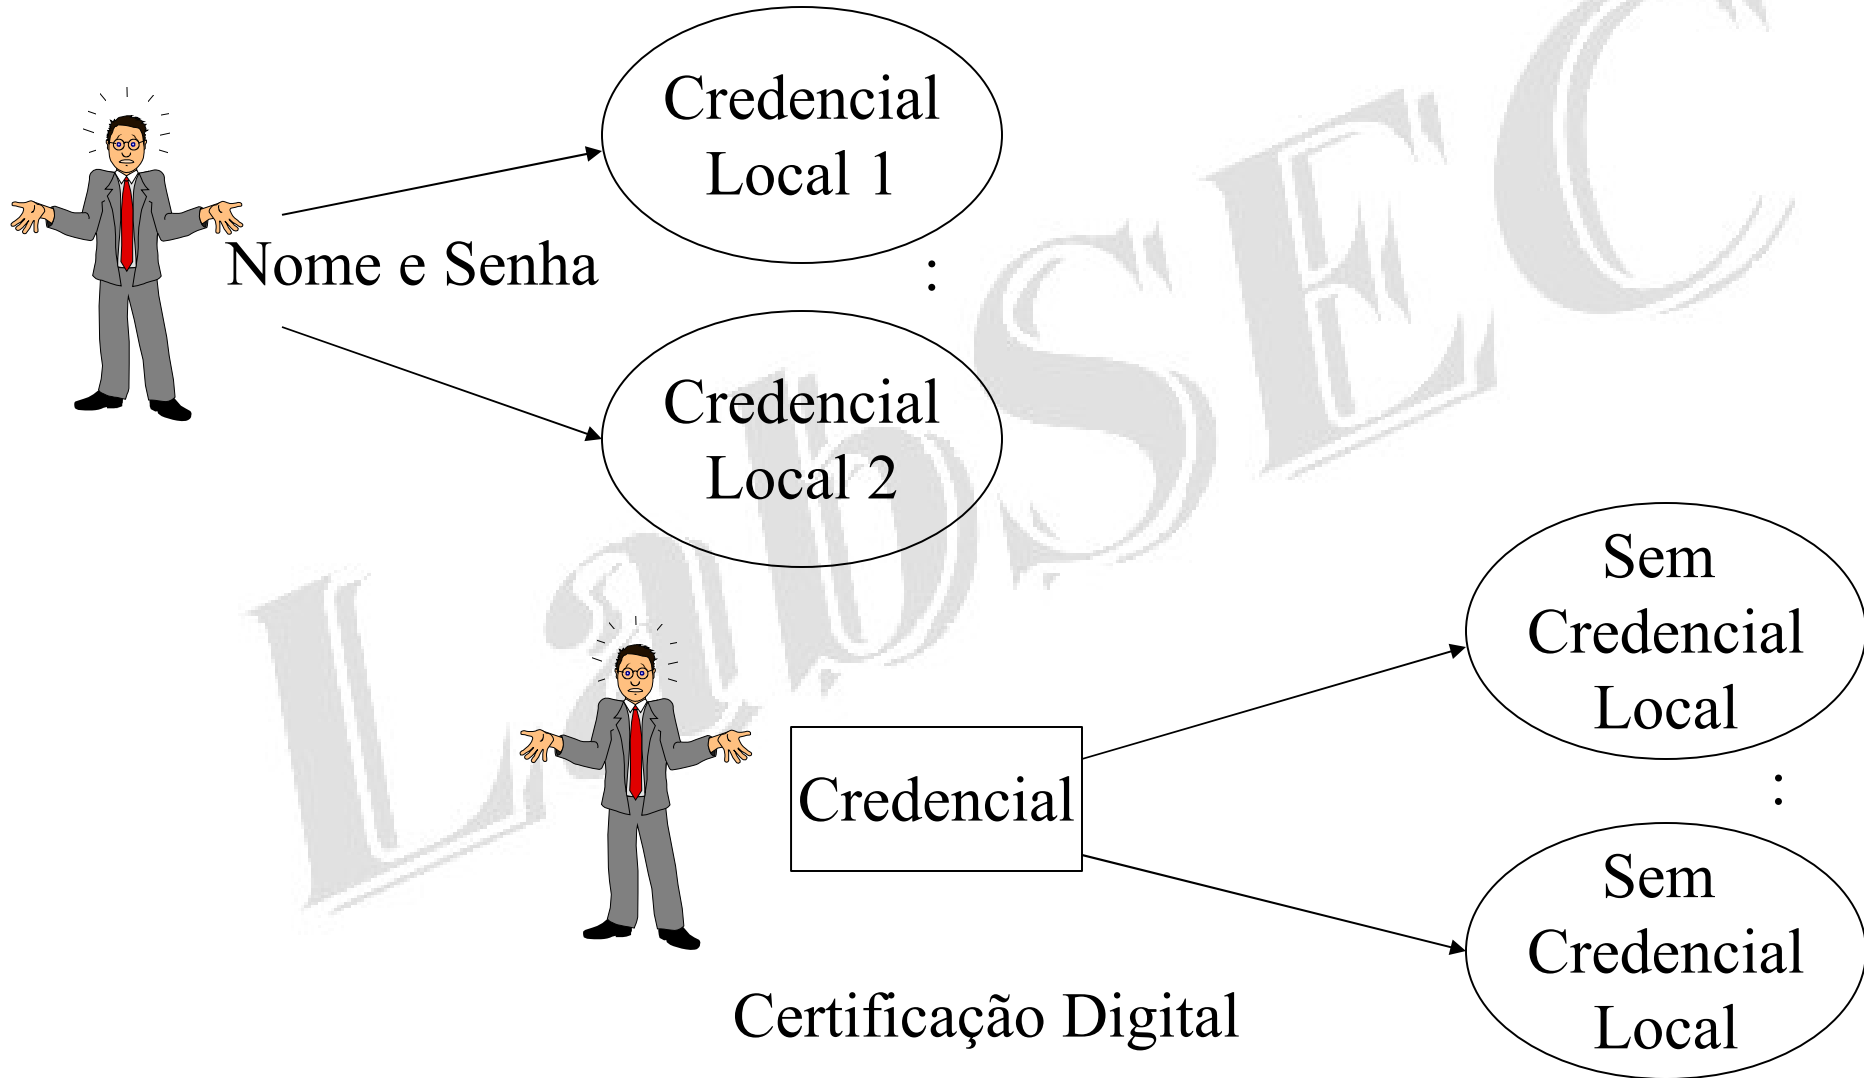 Credencial
Local 1
Nome e Senha
:
Credencial
Local 2
Sem
Credencial
Local
:
Credencial
Sem
Credencial
Local
Certificação Digital
LabSEC